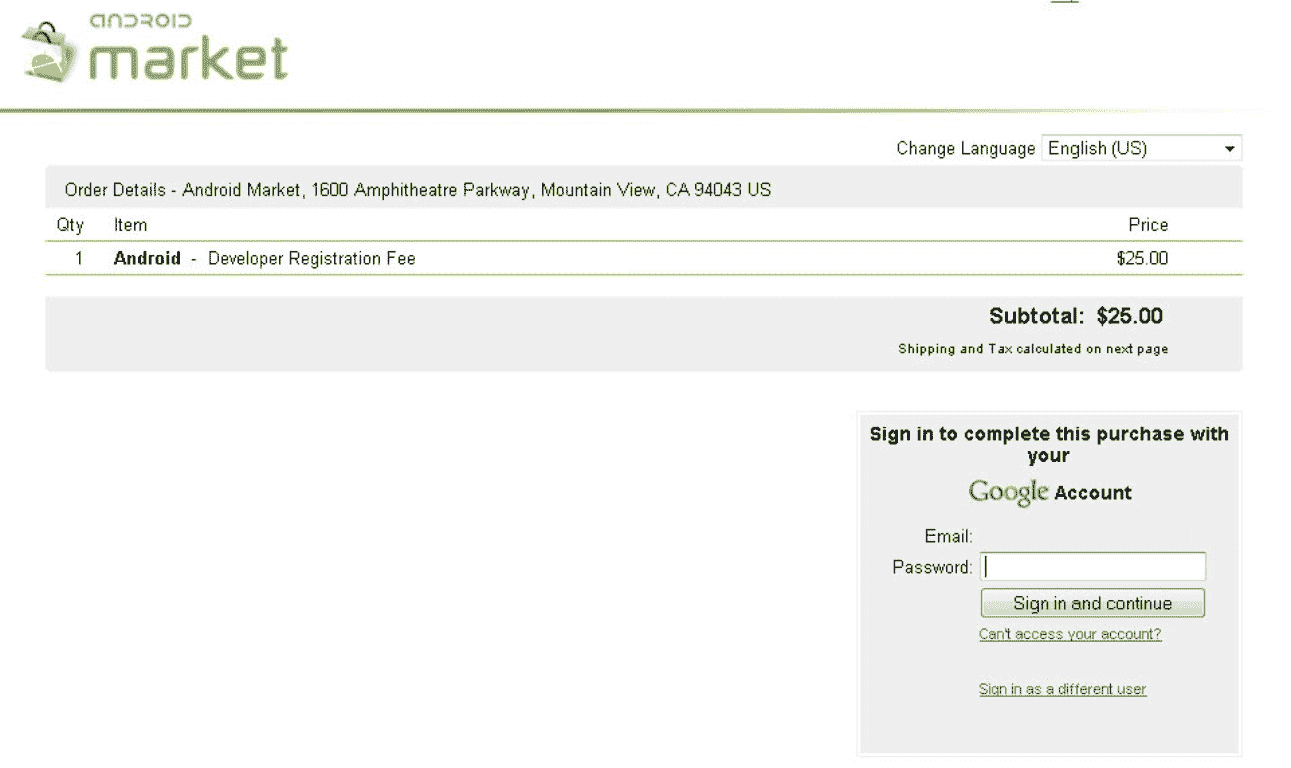 ANDROID
market
Change Language English (US)
Order Details - Android Market, 1600 Amphitheatre Parkway, Mountain View, CA 94043 US
Qty Item Price
1 Android - Developer Registration Fee $25.00
Subtotal: $25.00
Shipping and Tax calculated on next page
Sign in to complete this purchase with
your
Google Account
Email:
Password:
Sign in and continue
Can't access your account?
Sign in as a different user